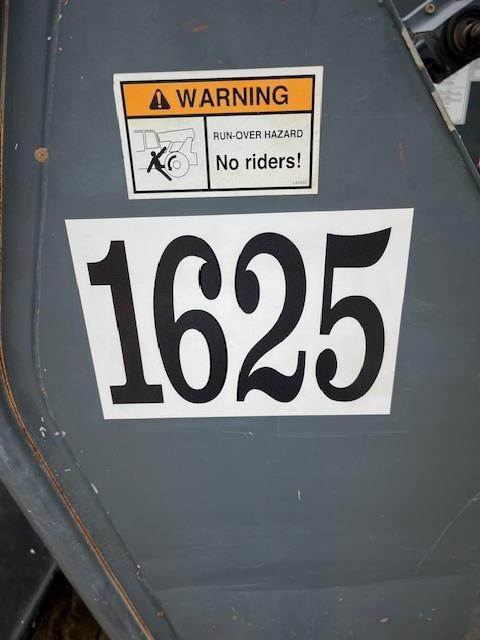 WARNING
RUN-OVER HAZARD
No riders!
1625